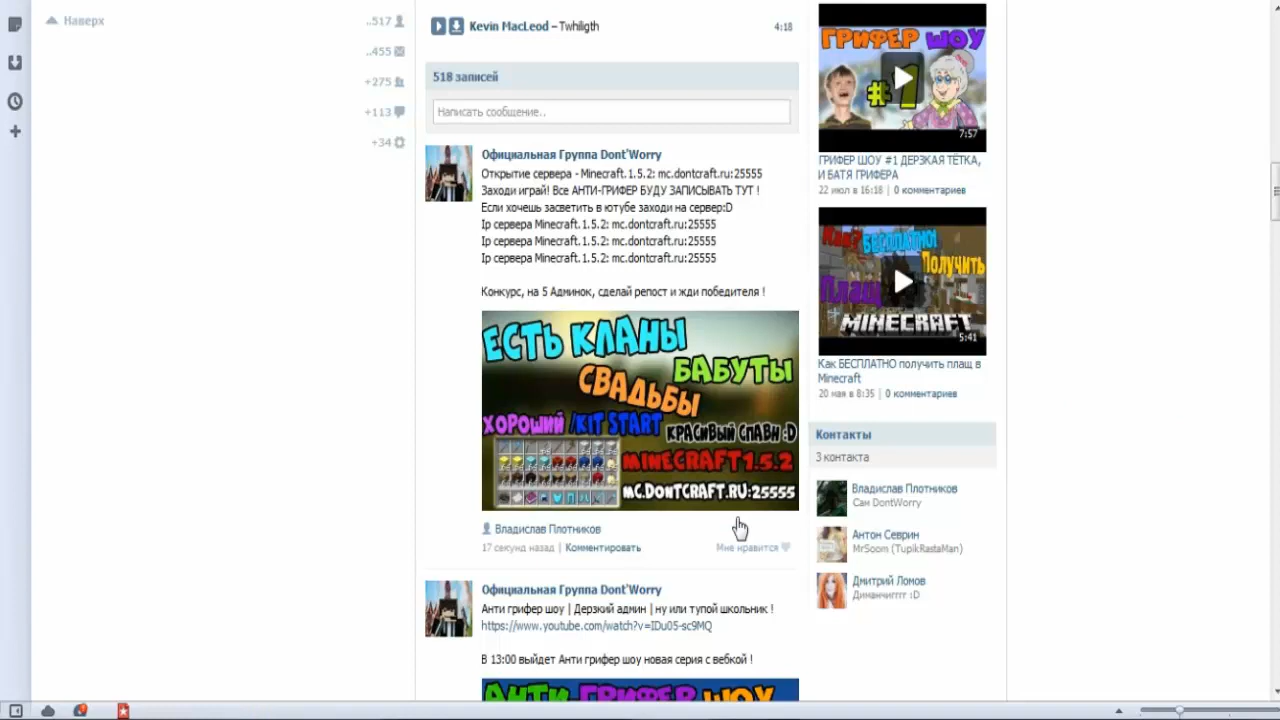 Наверх
..517
..455
+275
+113
+34
Kevin MacLeod – Twhiligth
4:18
518 записей
Написать сообщение..
Официальная Группа Dont'Worry
Открытие сервера - Minecraft.1.5.2: mc.dontcraft.ru:25555
Заходи играй! Все АНТИ-ГРИФЕР БУДУ ЗАПИСЫВАТЬ ТУТ !
Если хочешь засветить в ютубе заходи на сервер:D
Ip сервера Minecraft.1.5.2: mc.dontcraft.ru:25555
Ip сервера Minecraft.1.5.2: mc.dontcraft.ru:25555
Ip сервера Minecraft.1.5.2: mc.dontcraft.ru:25555
Конкурс, на 5 Админок, сделай репост и жди победителя !
ЕСТЬ КЛАНЫ
БАБУТЫ
СВАДЬБЫ
ХОРОШИЙ /KIT START
КРАСИВЫЙ СПАВН :D
MINECRAFT 1.5.2
MC.DONTCRAFT.RU:25555
Владислав Плотников
17 секунд назад | Комментировать
Мне нравится
Официальная Группа Dont'Worry
Анти грифер шоу | Дерзкий админ | ну или тупой школьник !
https://www.youtube.com/watch?v=IDu05-sc9MQ
В 13:00 выйдет Анти грифер шоу новая серия с вебкой !
АНТИ ГРИФЕР ШОУ
ГРИФЕР ШОУ
#1
7:57
ГРИФЕР ШОУ #1 ДЕРЗКАЯ ТЁТКА,
И БАТЯ ГРИФЕРА
22 июл в 16:18 | 0 комментариев
Как? БЕСПЛАТНО!
Получить
Плащ
MINECRAFT
5:41
Как БЕСПЛАТНО получить плащ в
Minecraft
20 мая в 8:35 | 0 комментариев
Контакты
3 контакта
Владислав Плотников
Сан DontWorry
Антон Севрин
MrSoom (TupikRastaMan)
Дмитрий Ломов
Диманчигггг :D